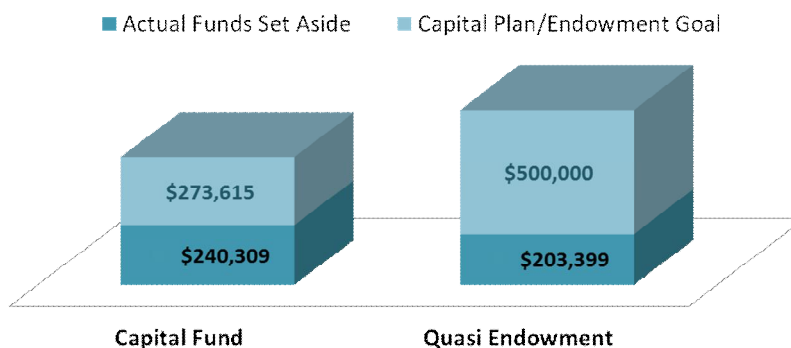 Actual Funds Set Aside Capital Plan/Endowment Goal
$273,615
$500,000
$240,309
$203,399
Capital Fund Quasi Endowment